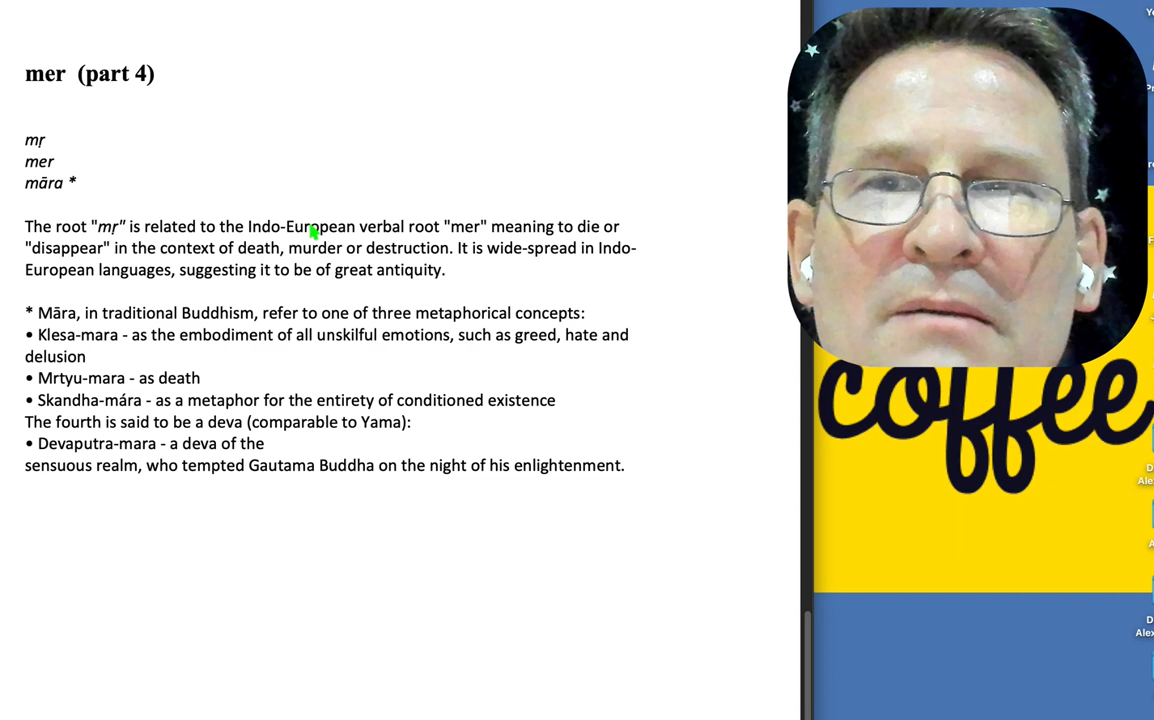 mer (part 4)
mṛ
mer
māra *
The root "mṛ" is related to the Indo-European verbal root "mer" meaning to die or
"disappear" in the context of death, murder or destruction. It is wide-spread in Indo-
European languages, suggesting it to be of great antiquity.
* Māra, in traditional Buddhism, refer to one of three metaphorical concepts:
• Klesa-mara - as the embodiment of all unskilful emotions, such as greed, hate and
delusion
• Mrtyu-mara - as death
• Skandha-mára - as a metaphor for the entirety of conditioned existence
The fourth is said to be a deva (comparable to Yama):
• Devaputra-mara - a deva of the
sensuous realm, who tempted Gautama Buddha on the night of his enlightenment.
coffee
Alex
Alex